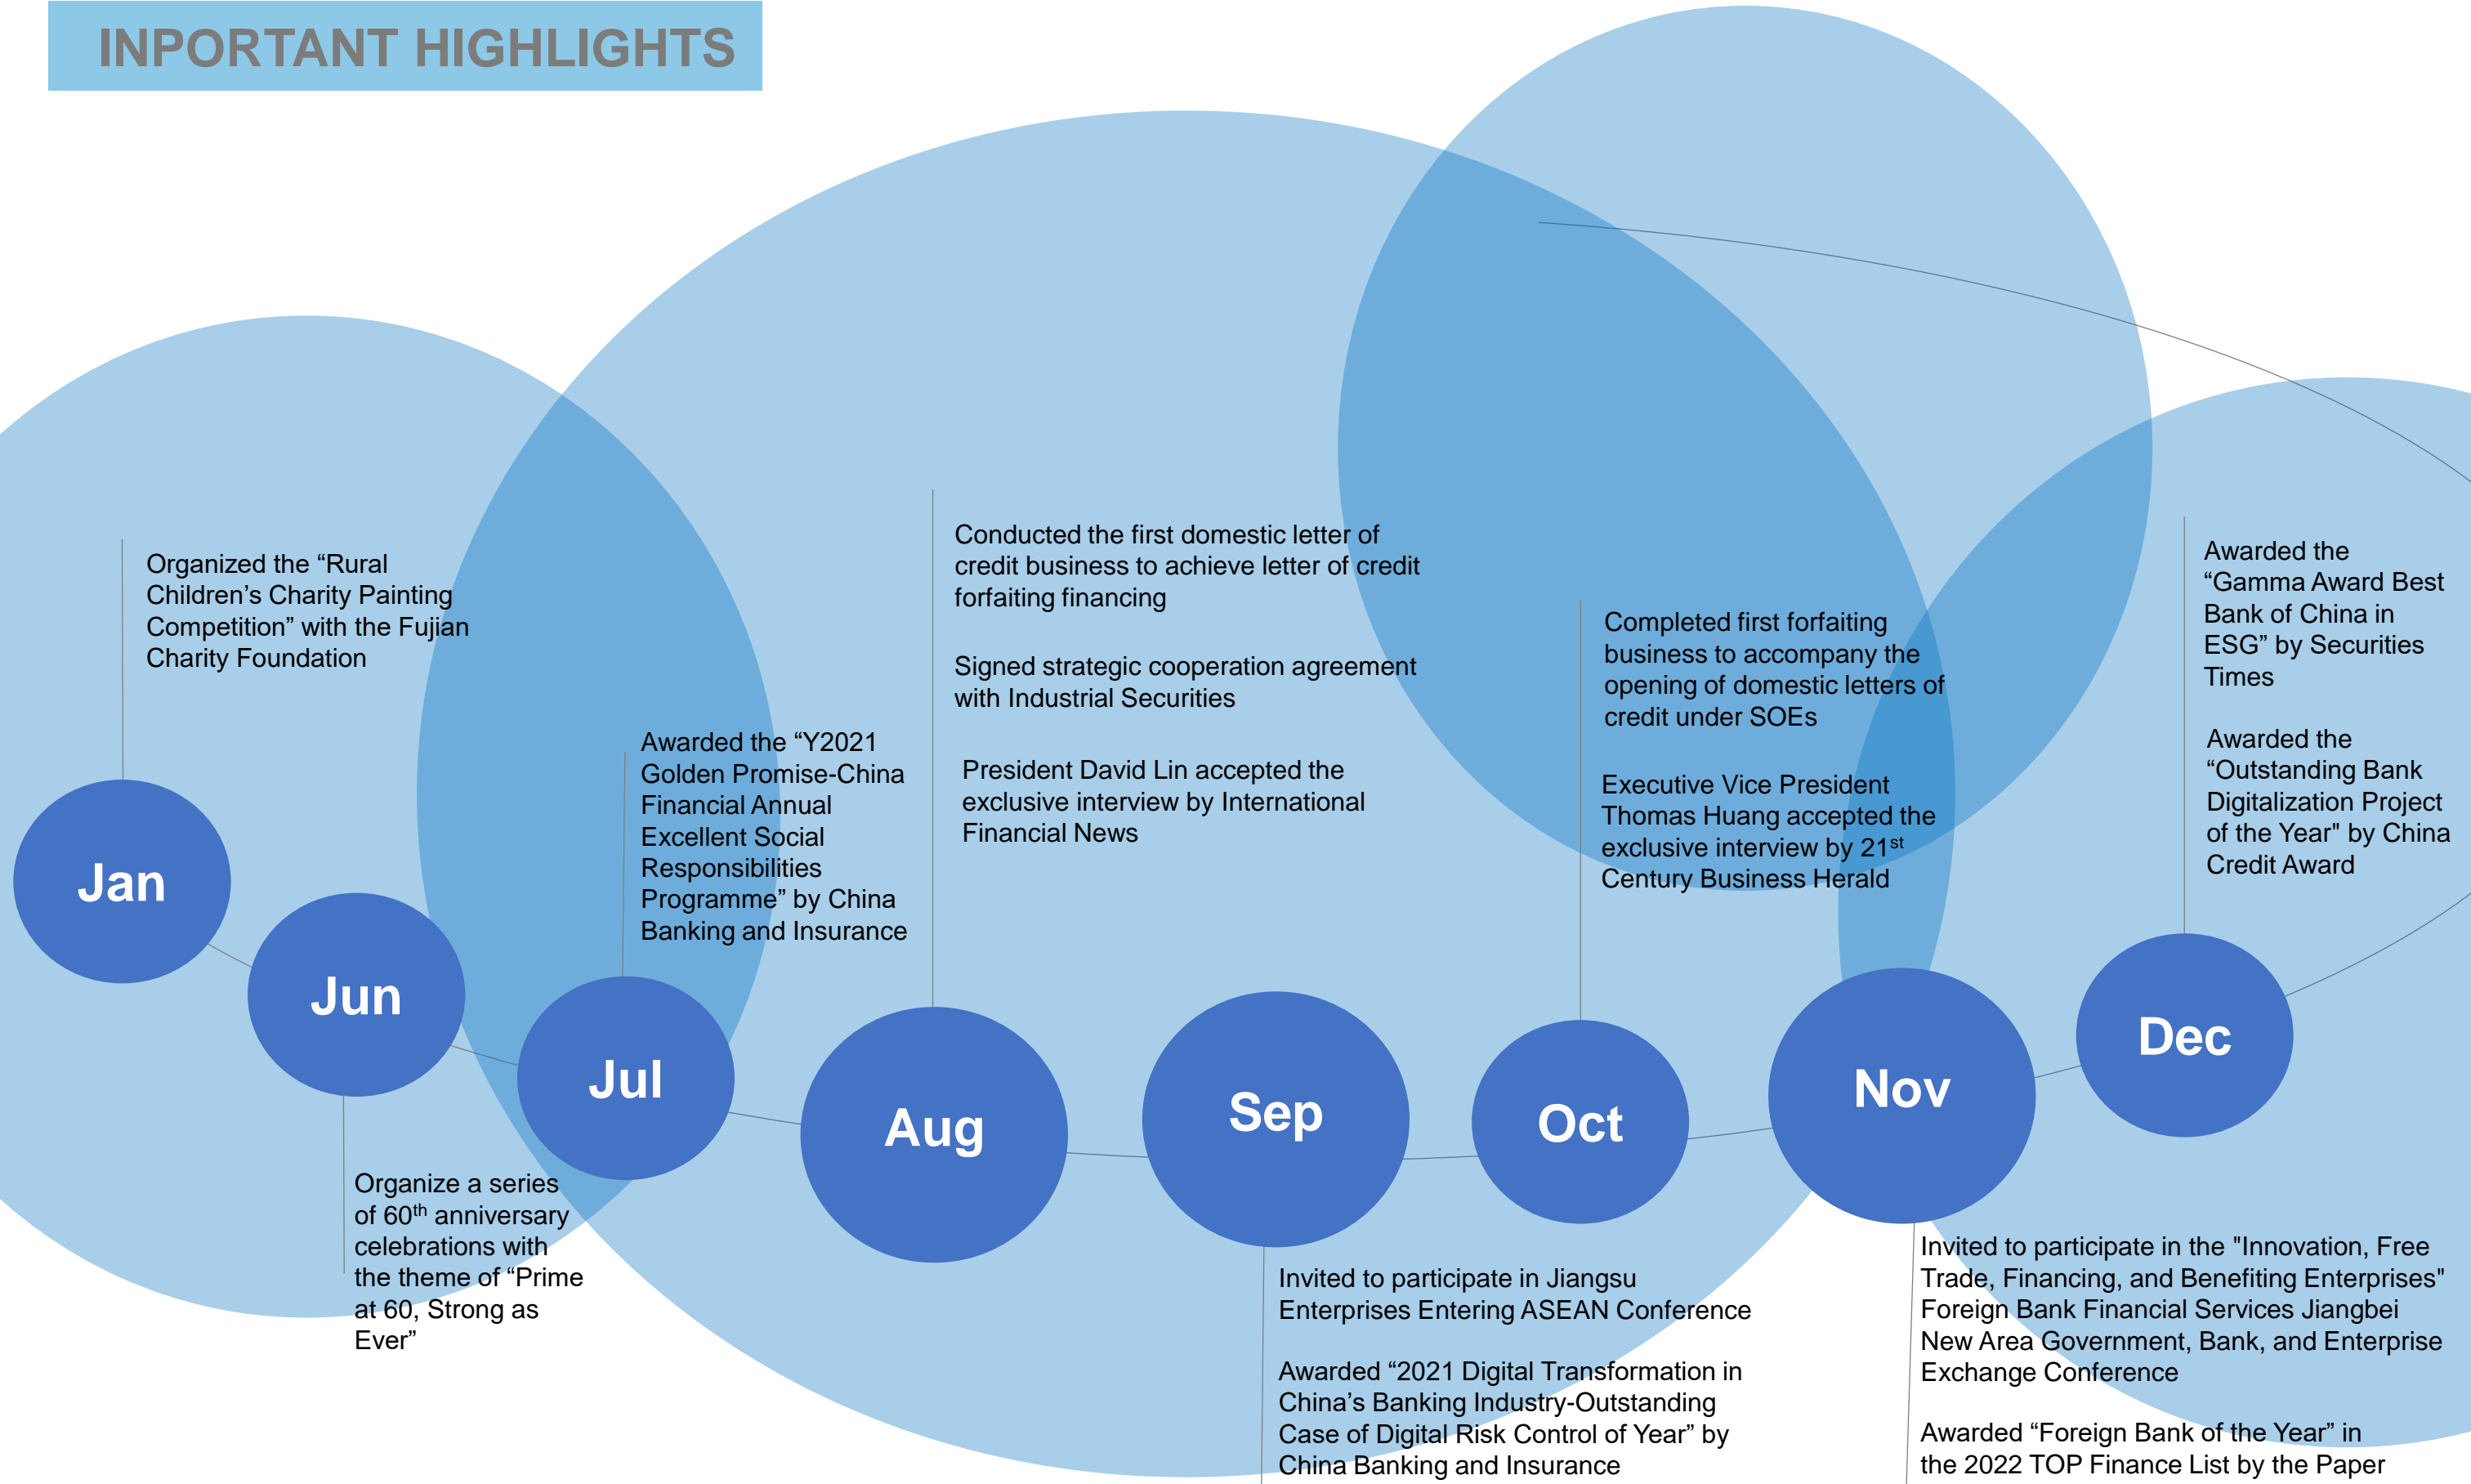 INPORTANT HIGHLIGHTS
Organized the “Rural
Children’s Charity Painting
Competition” with the Fujian
Charity Foundation
Jan
Jun
Organize a series
of 60th anniversary
celebrations with
the theme of “Prime
at 60, Strong as
Ever”
Awarded the “Y2021
Golden Promise-China
Financial Annual
Excellent Social
Responsibilities
Programme” by China
Banking and Insurance
Jul
Conducted the first domestic letter of
credit business to achieve letter of credit
forfaiting financing
Signed strategic cooperation agreement
with Industrial Securities
President David Lin accepted the
exclusive interview by International
Financial News
Aug
Sep
Invited to participate in Jiangsu
Enterprises Entering ASEAN Conference
Awarded “2021 Digital Transformation in
China’s Banking Industry-Outstanding
Case of Digital Risk Control of Year” by
China Banking and Insurance
Completed first forfaiting
business to accompany the
opening of domestic letters of
credit under SOEs
Executive Vice President
Thomas Huang accepted the
exclusive interview by 21st
Century Business Herald
Oct
Nov
Invited to participate in the "Innovation, Free
Trade, Financing, and Benefiting Enterprises"
Foreign Bank Financial Services Jiangbei
New Area Government, Bank, and Enterprise
Exchange Conference
Awarded “Foreign Bank of the Year” in
the 2022 TOP Finance List by the Paper
Awarded the
“Gamma Award Best
Bank of China in
ESG” by Securities
Times
Awarded the
“Outstanding Bank
Digitalization Project
of the Year" by China
Credit Award
Dec